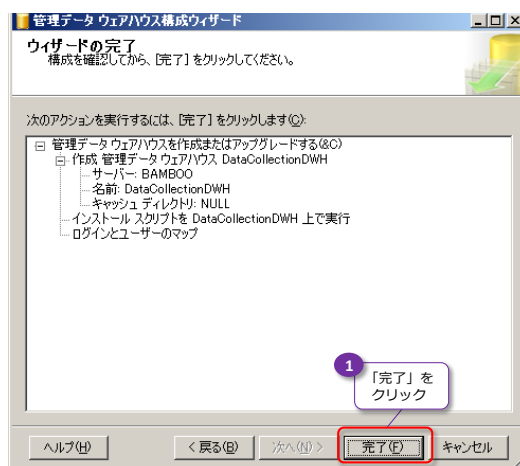 管理データ ウェアハウス構成ウィザード
ウィザードの完了
構成を確認してから、[完了] をクリックしてください。
次のアクションを実行するには、[完了] をクリックします(C):
管理データ ウェアハウスを作成またはアップグレードする(&C)
作成 管理データ ウェアハウス DataCollectionDWH
サーバー: BAMBOO
名前: DataCollectionDWH
キャッシュ ディレクトリ: NULL
インストール スクリプトを DataCollectionDWH 上で実行
ログインとユーザーのマップ
1
「完了」を
クリック
ヘルプ(H)
< 戻る(B)
次へ(N) >
完了(F)
キャンセル